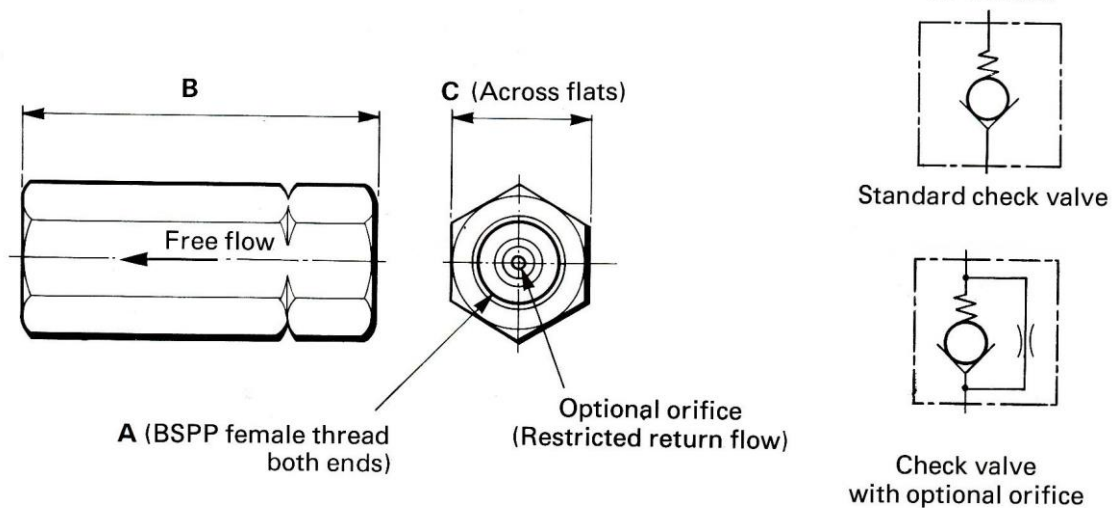 B
C (Across flats)
Free flow
A (BSPP female thread
both ends)
Optional orifice
(Restricted return flow)
Standard check valve
Check valve
with optional orifice